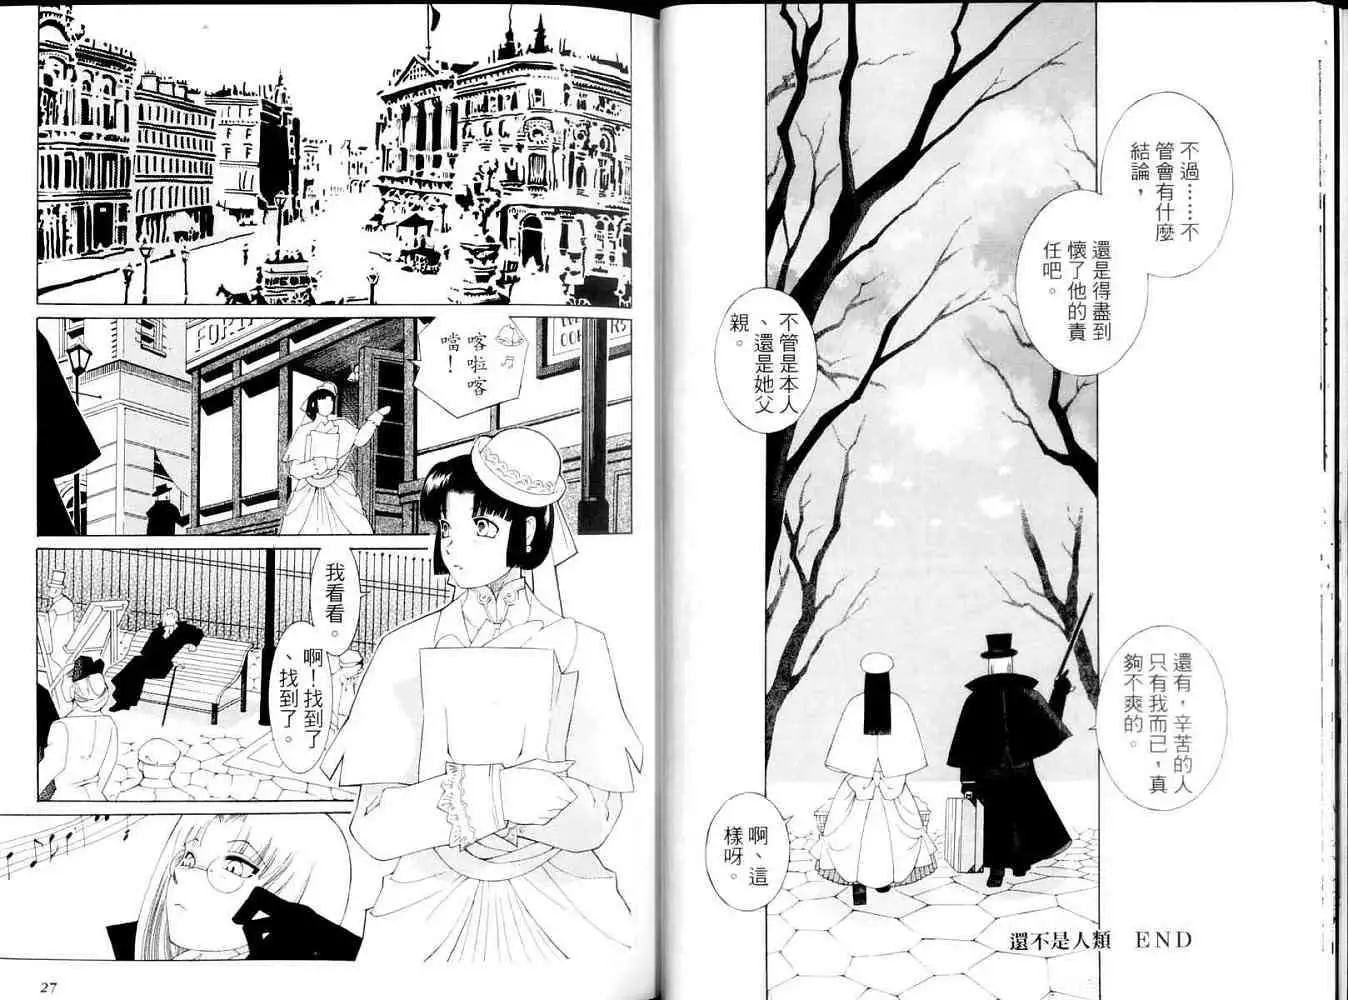 不過……不
管會有什麼
結論，
還是得盡到
懷了他的責
任吧。
不管是本人
、還是她父
親。
還有，辛苦的人
只有我而已，真
夠不爽的。
啊、這
樣呀。
還不是人類　END
喀啦喀
噹！
我看看。
啊！找到了
、找到了。
27